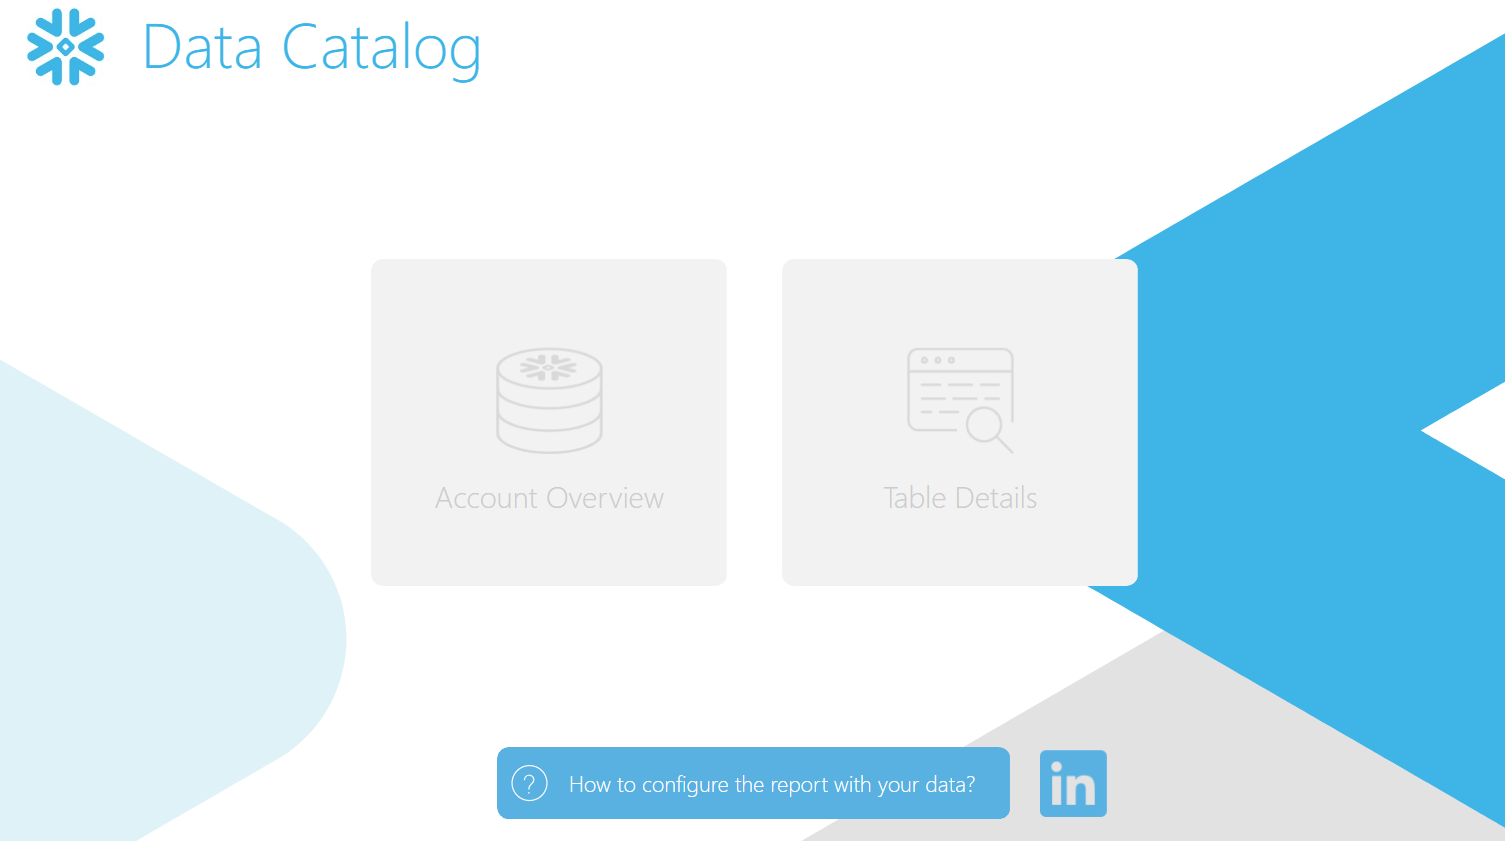 Data Catalog
Account Overview
Table Details
? How to configure the report with your data?
in